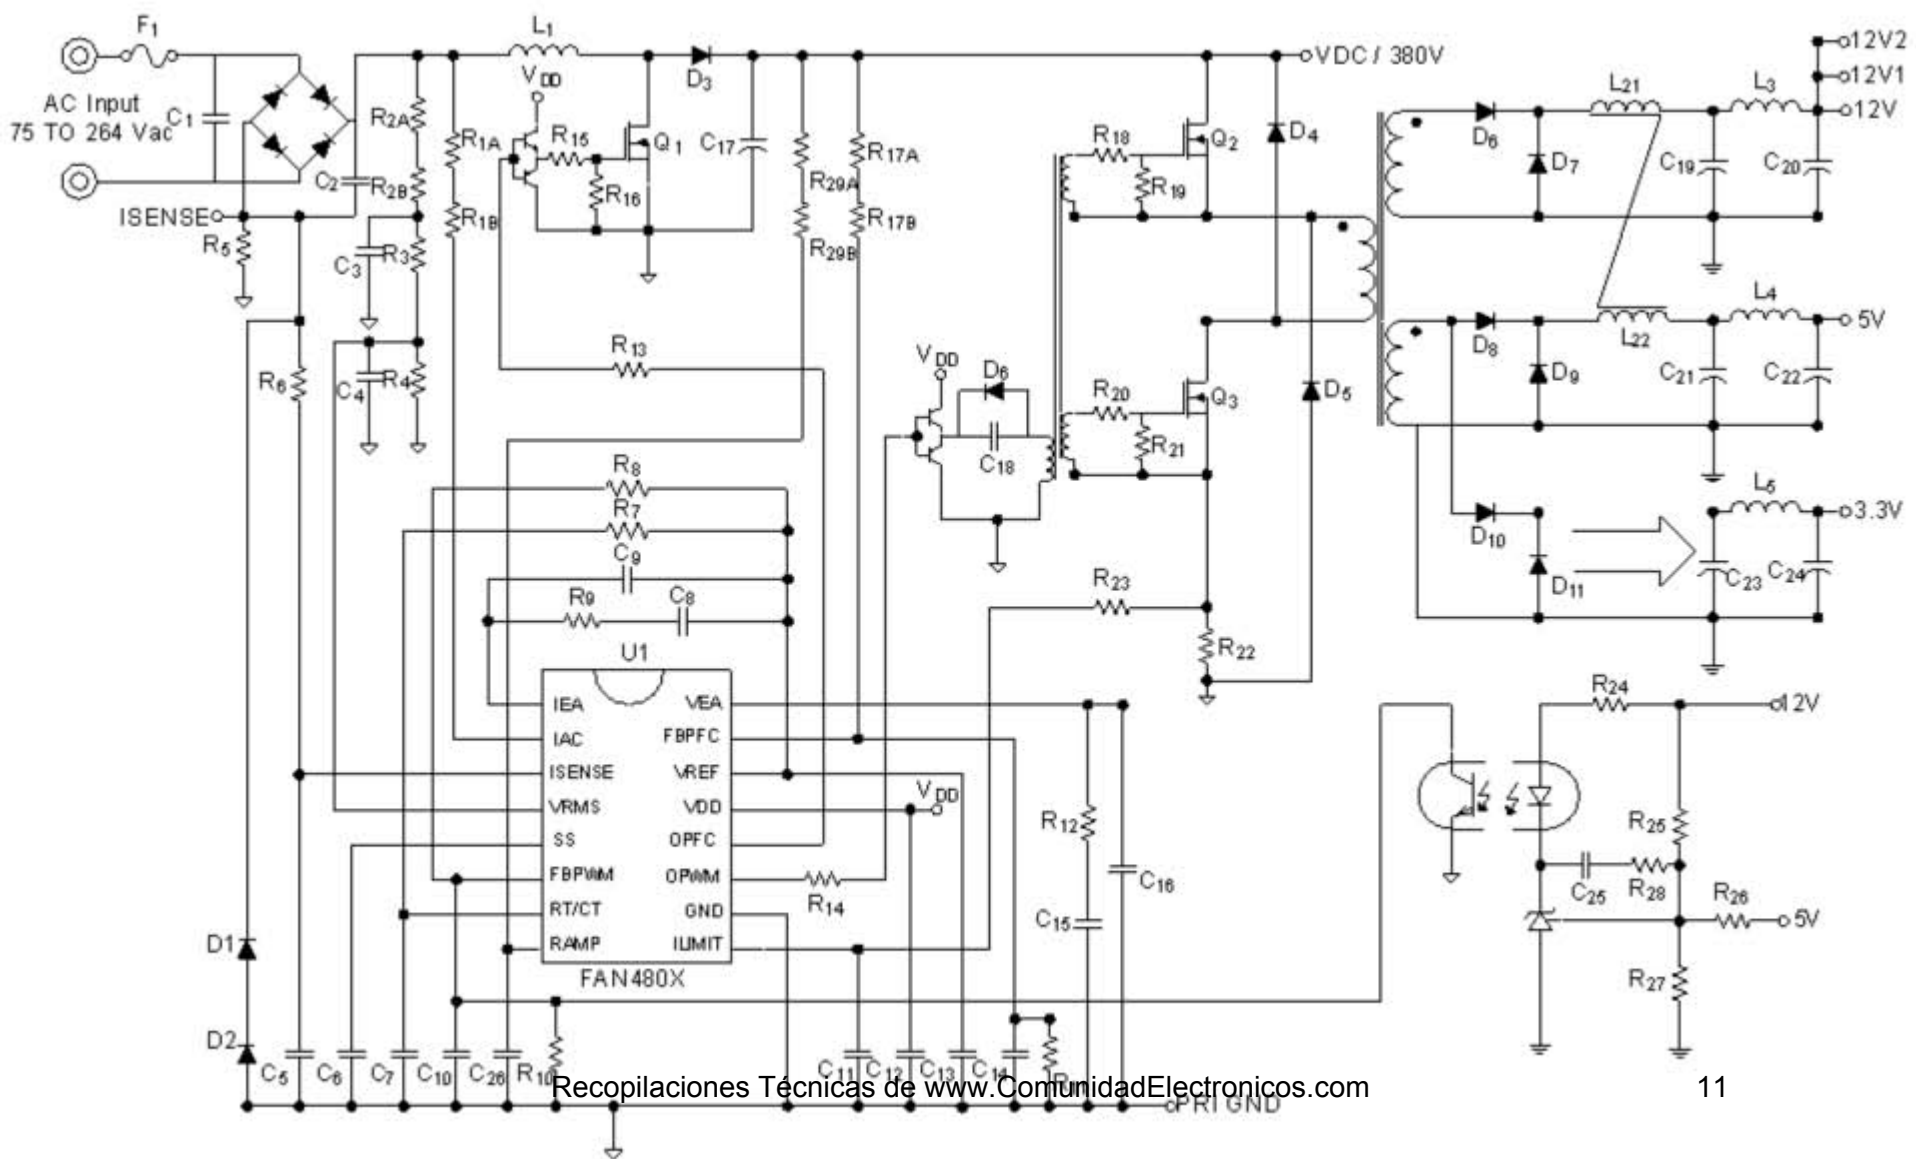 F1
L1
12V2
VDC / 380V
12V1
VDD
D3
L21
L3
AC Input
75 TO 264 Vac
C1
12V
R2A
R1A
R15
Q1
C17
R17A
R18
Q2
D4
D6
D7
C19
C20
C2
R2B
R16
R29A
R19
ISENSE
R5
R1B
R17B
C3
R3
R29B
L4
5V
R13
VDD
L22
R6
C4
R4
D6
R20
Q3
D5
D8
D9
C21
C22
R8
C18
R21
L5
R7
3.3V
C9
D10
R23
D11
C23
C24
R9
C8
U1
R22
R24
12V
IEA
VEA
IAC
FBPFC
ISENSE
VREF
VRMS
VDD
VDD
SS
OPFC
R12
R25
FBPWM
OPWM
R14
C16
C25
R28
RT/CT
GND
C15
R26
5V
D1
RAMP
ILIMIT
FAN480X
R27
D2
C5
C6
C7
C10
C26
R10
C11
C12
C13
C14
Recopilaciones Técnicas de www.ComunidadElectronicos.com
11
PRI GND